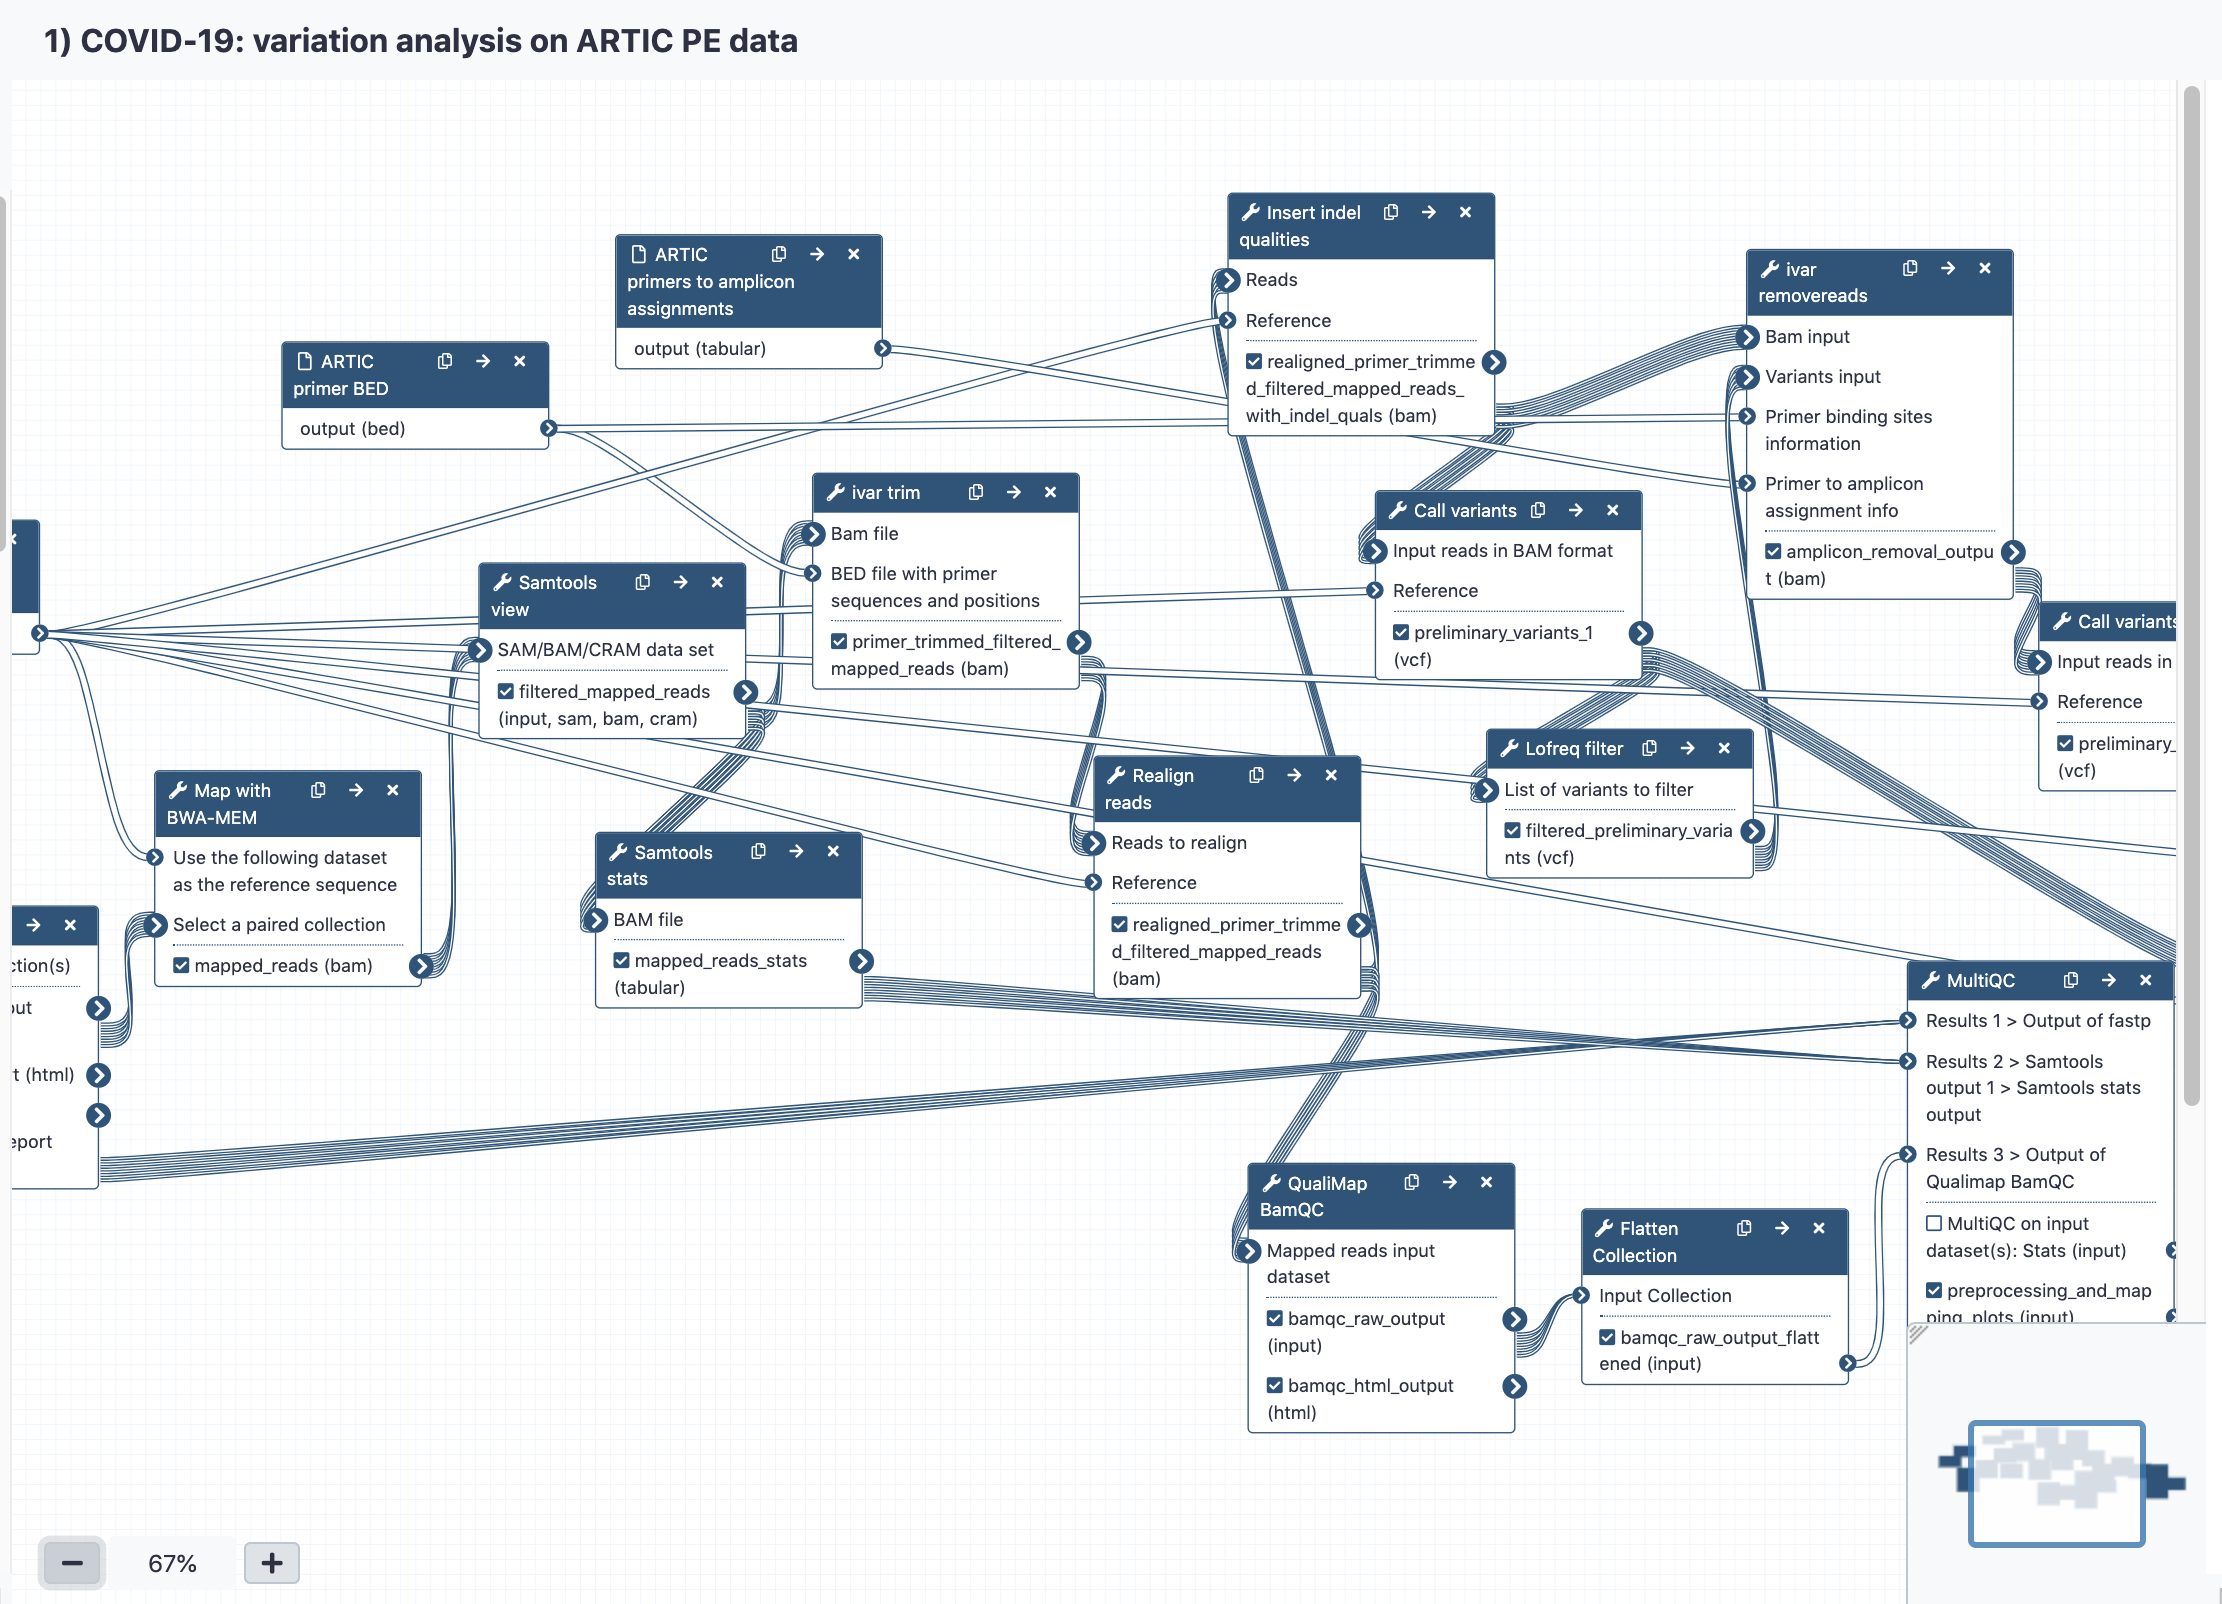 1) COVID-19: variation analysis on ARTIC PE data
Insert indel
qualities
Reads
Reference
realigned_primer_trimme
d_filtered_mapped_reads_
with_indel_quals (bam)
ARTIC
primers to amplicon
assignments
output (tabular)
ivar
removereads
Bam input
Variants input
Primer binding sites
information
Primer to amplicon
assignment info
amplicon_removal_outpu
t (bam)
ARTIC
primer BED
output (bed)
ivar trim
Bam file
BED file with primer
sequences and positions
primer_trimmed_filtered_
mapped_reads (bam)
Call variants
Input reads in BAM format
Reference
preliminary_variants_1
(vcf)
Samtools
view
SAM/BAM/CRAM data set
filtered_mapped_reads
(input, sam, bam, cram)
Call variants
Input reads in
Reference
preliminary_
(vcf)
Lofreq filter
List of variants to filter
filtered_preliminary_varia
nts (vcf)
Map with
BWA-MEM
Use the following dataset
as the reference sequence
Select a paired collection
mapped_reads (bam)
Realign
reads
Reads to realign
Reference
realigned_primer_trimme
d_filtered_mapped_reads
(bam)
Samtools
stats
BAM file
mapped_reads_stats
(tabular)
ction(s)
out
t (html)
eport
MultiQC
Results 1 > Output of fastp
Results 2 > Samtools
output 1 > Samtools stats
output
Results 3 > Output of
Qualimap BamQC
MultiQC on input
dataset(s): Stats (input)
preprocessing_and_map
ping_plots (input)
QualiMap
BamQC
Mapped reads input
dataset
bamqc_raw_output
(input)
bamqc_html_output
(html)
Flatten
Collection
Input Collection
bamqc_raw_output_flatt
ened (input)
67%